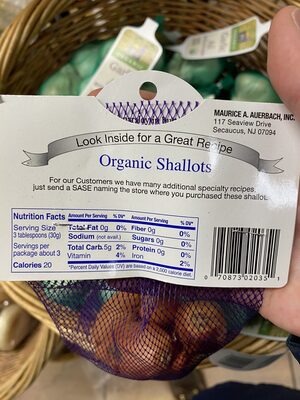 Garlic
MAURICE A. AUERBACH, INC.
117 Seaview Drive
Secaucus, NJ 07094
Look Inside for a Great Recipe
Organic Shallots
For our Customers we have many additional specialty recipes,
just send a SASE naming the store where you purchased these shallots.
Nutrition Facts
Serving Size
3 tablespoons (30g)
Servings per
package about 3
Calories 20
Amount Per Serving % DV* Amount Per Serving % DV*
Total Fat 0g 0% Fiber 0g 0%
Sodium (not avail.) Sugars 0g 0%
Total Carb. 5g 2% Protein 0g 0%
Vitamin 4% Iron 2%
*Percent Daily Values (DV) are based on a 2,000 calorie diet.
0 70873 02035 1